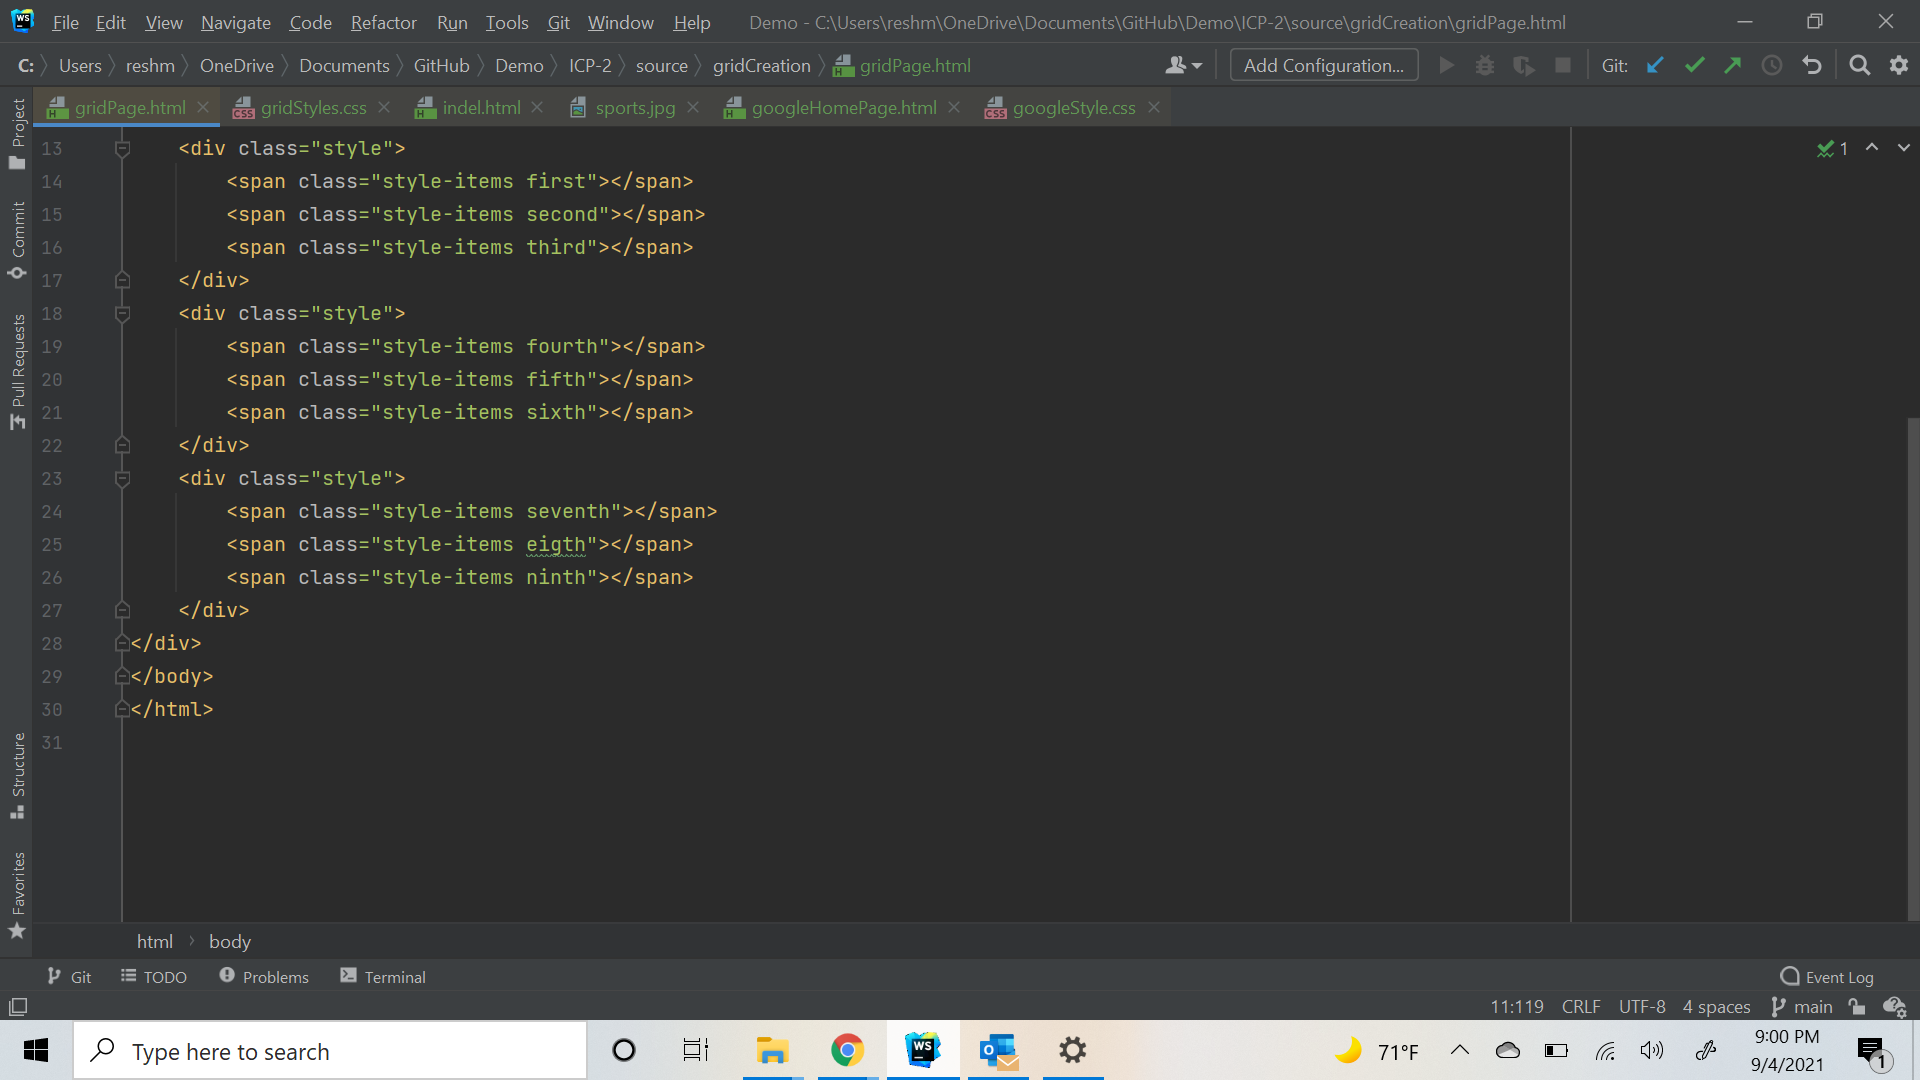 WS File Edit View Navigate Code Refactor Run Tools Git Window Help Demo - C:\Users\reshm\OneDrive\Documents\GitHub\Demo\ICP-2\source\gridCreation\gridPage.html
C: Users reshm OneDrive Documents GitHub Demo ICP-2 source gridCreation gridPage.html Add Configuration... Git:
gridPage.html gridStyles.css indel.html sports.jpg googleHomePage.html googleStyle.css
Project
Commit
Pull Requests
Structure
Favorites
1
13 <div class="style">
14 <span class="style-items first"></span>
15 <span class="style-items second"></span>
16 <span class="style-items third"></span>
17 </div>
18 <div class="style">
19 <span class="style-items fourth"></span>
20 <span class="style-items fifth"></span>
21 <span class="style-items sixth"></span>
22 </div>
23 <div class="style">
24 <span class="style-items seventh"></span>
25 <span class="style-items eigth"></span>
26 <span class="style-items ninth"></span>
27 </div>
28 </div>
29 </body>
30 </html>
31
html body
Git TODO Problems Terminal Event Log
11:119 CRLF UTF-8 4 spaces main
Type here to search WS 71°F 9:00 PM
9/4/2021 1